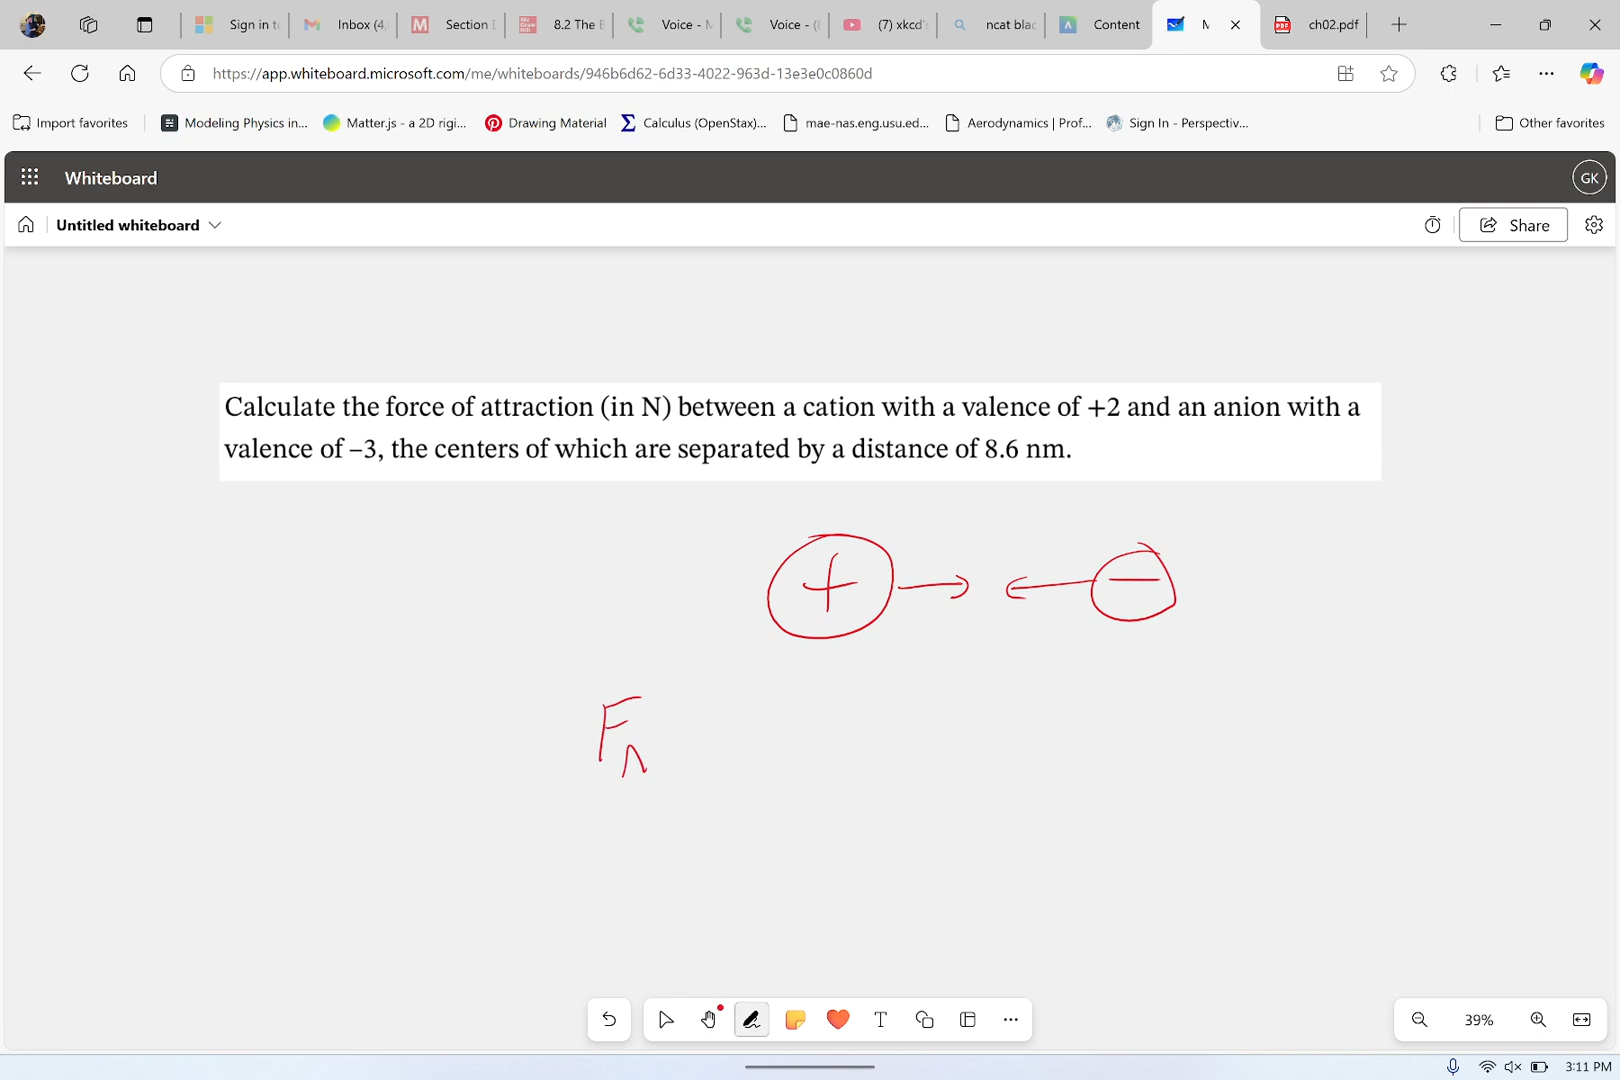 Sign in to
Inbox (4,
Section
8.2 The B
Voice - M
Voice - (
(7) xkcd's
ncat blac
Content
ch02.pdf
https://app.whiteboard.microsoft.com/me/whiteboards/946b6d62-6d33-4022-963d-13e3e0c0860d
Import favorites
Modeling Physics in...
Matter.js - a 2D rigi...
Drawing Material
Calculus (OpenStax)...
mae-nas.eng.usu.ed...
Aerodynamics | Prof...
Sign In - Perspectiv...
Other favorites
Whiteboard
GK
Untitled whiteboard
Share
Calculate the force of attraction (in N) between a cation with a valence of +2 and an anion with a
valence of –3, the centers of which are separated by a distance of 8.6 nm.
+ −
F
39%
3:11 PM